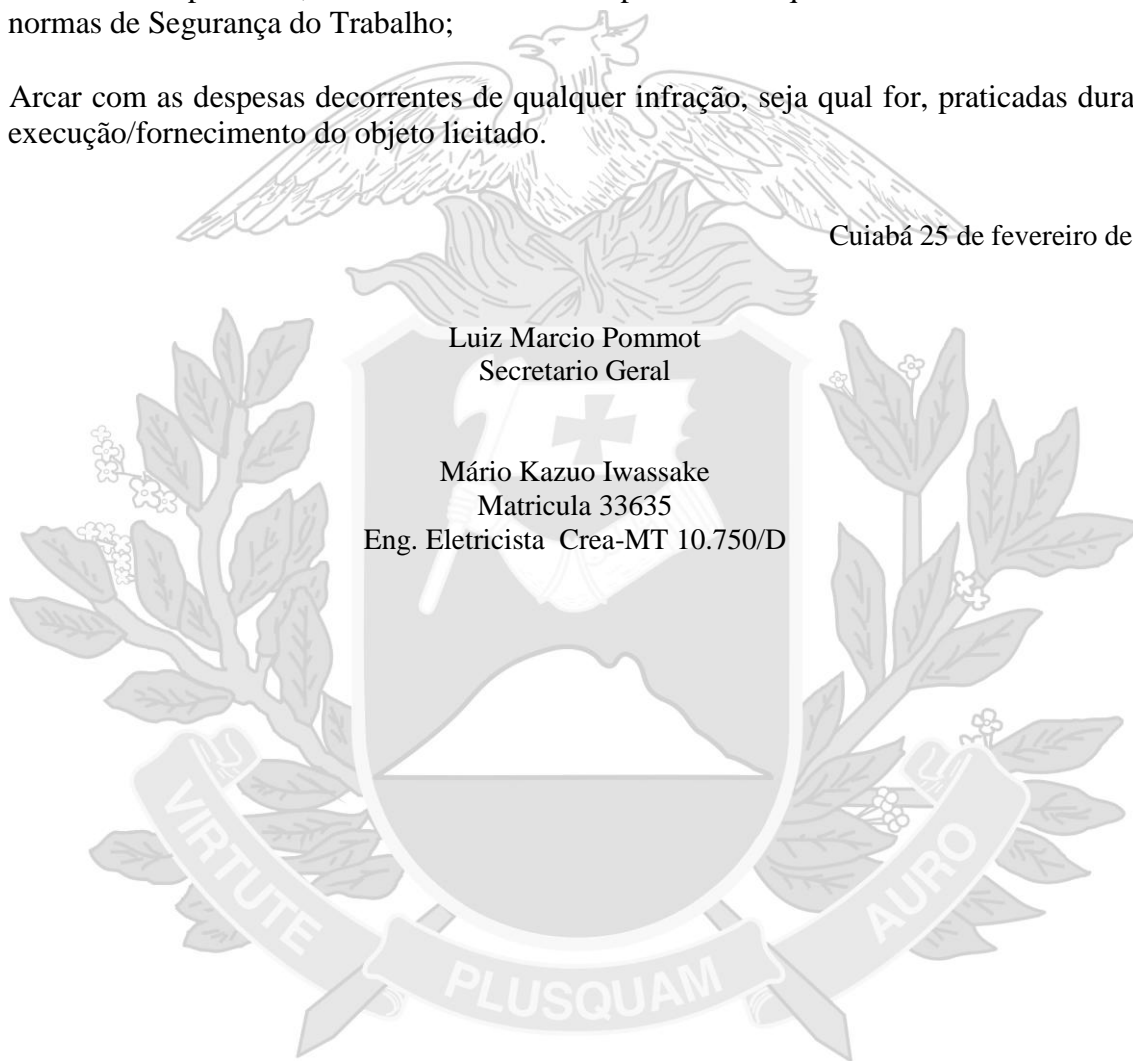 normas de Segurança do Trabalho;
Arcar com as despesas decorrentes de qualquer infração, seja qual for, praticadas dura
execução/fornecimento do objeto licitado.
Cuiabá 25 de fevereiro de
Luiz Marcio Pommot
Secretario Geral
Mário Kazuo Iwassake
Matricula 33635
Eng. Eletricista Crea-MT 10.750/D
VIRTUTE
PLUSQUAM
AURO